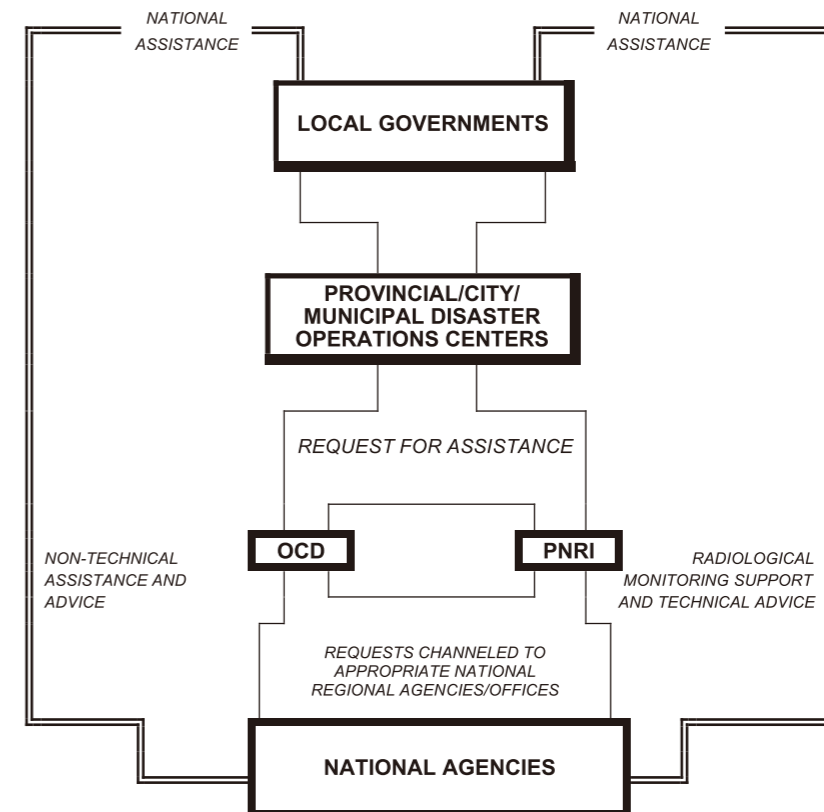 NATIONAL
ASSISTANCE
NATIONAL
ASSISTANCE
LOCAL GOVERNMENTS
PROVINCIAL/CITY/
MUNICIPAL DISASTER
OPERATIONS CENTERS
REQUEST FOR ASSISTANCE
OCD
PNRI
NON-TECHNICAL
ASSISTANCE AND
ADVICE
RADIOLOGICAL
MONITORING SUPPORT
AND TECHNICAL ADVICE
REQUESTS CHANNELED TO
APPROPRIATE NATIONAL
REGIONAL AGENCIES/OFFICES
NATIONAL AGENCIES